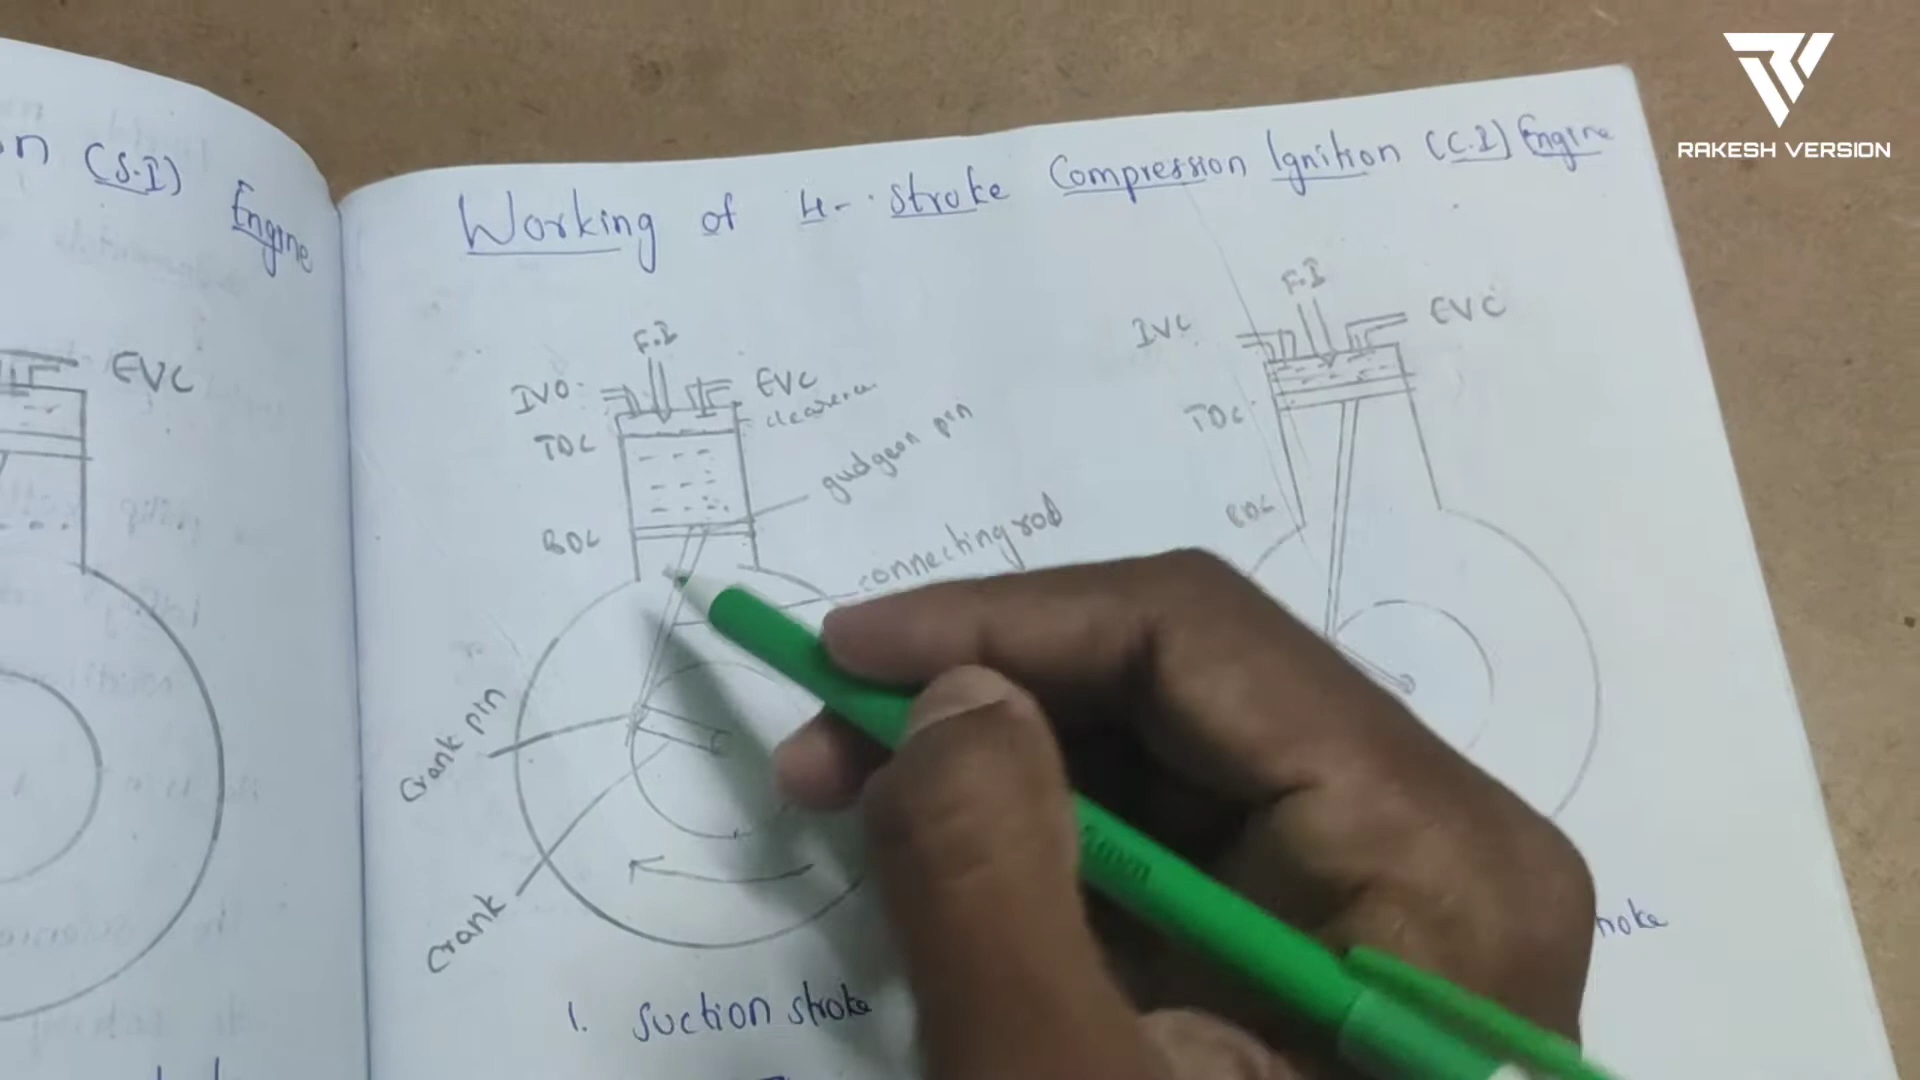 RAKESH VERSION
(S.I) Engine
EVC
Working of 4-Stroke Compression Ignition (C.I) Engine
F.I
IVO
EVC
TDC
gudgeon pin
BDC
connecting rod
Crank pin
Crank
1. Suction stroke
F.I
IVC
EVC
TDC
BDC